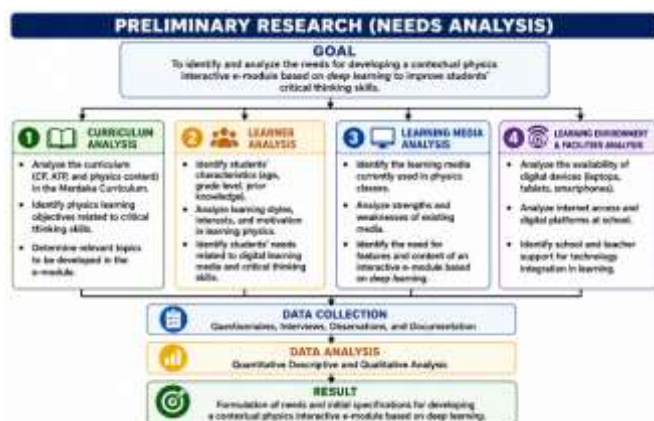 PRELIMINARY RESEARCH (NEEDS ANALYSIS)
GOAL
To identify and analyze the needs for developing a contextual physics
interactive e-module based on deep learning to improve students'
critical thinking skills.
1 CURRICULUM
ANALYSIS
• Analyze the curriculum
(CP, ATP, and physics content)
in the Merdeka Curriculum.
• Identify physics learning
objectives related to critical
thinking skills.
• Determine relevant topics
to be developed in the
e-module.
2 LEARNER
ANALYSIS
• Identify students'
characteristics (age,
grade level, prior
knowledge).
• Analyze learning styles,
interests, and motivation
in learning physics.
• Identify students' needs
related to digital learning
media and critical thinking
skills.
3 LEARNING MEDIA
ANALYSIS
• Identify the learning media
currently used in physics
classes.
• Analyze strengths and
weaknesses of existing
media.
• Identify the need for
features and content of an
interactive e-module based
on deep learning.
4 LEARNING ENVIRONMENT
& FACILITIES ANALYSIS
• Analyze the availability of
digital devices (laptops,
tablets, smartphones).
• Analyze internet access and
digital platforms at school.
• Identify school and teacher
support for technology
integration in learning.
DATA COLLECTION
Questionnaires, Interviews, Observations, and Documentation
DATA ANALYSIS
Quantitative Descriptive and Qualitative Analysis
RESULT
Formulation of needs and initial specifications for developing
a contextual physics interactive e-module based on deep learning.